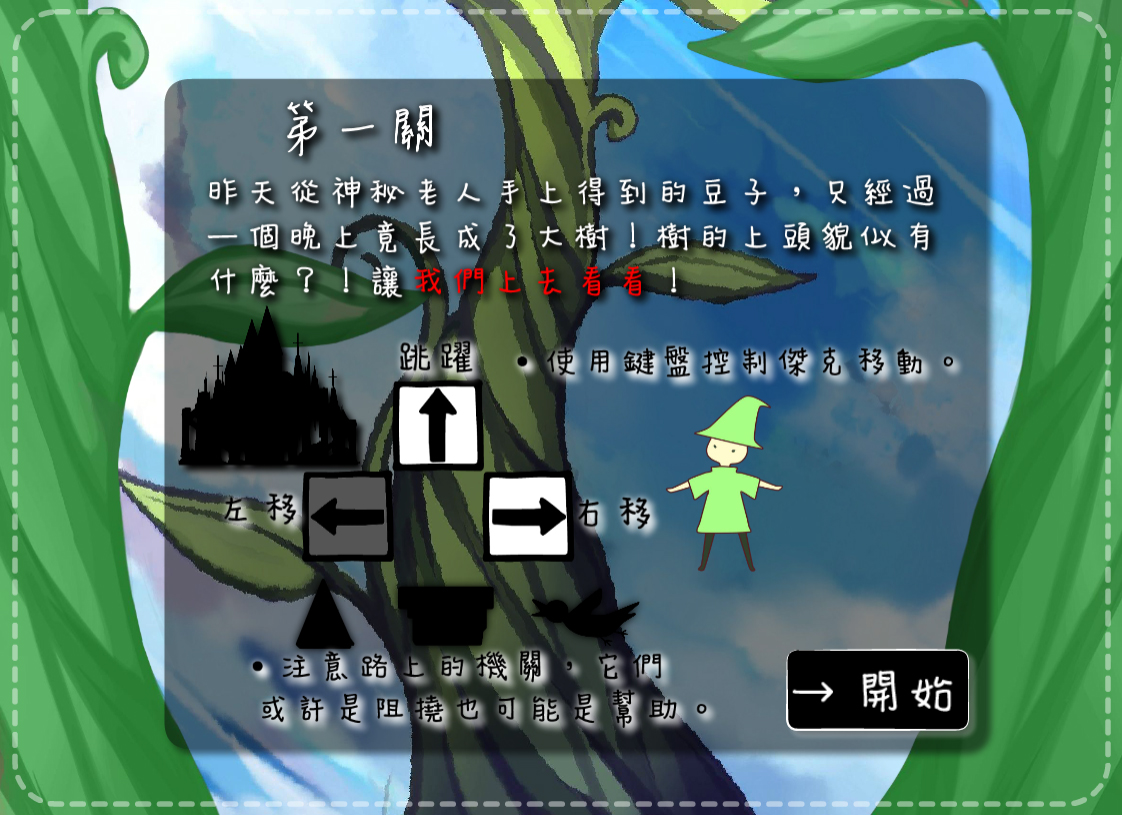 第一關
昨天從神秘老人手上得到的豆子，只經過
一個晚上竟長成了大樹！樹的上頭貌似有
什麼？！讓我們上去看看！
跳躍
•使用鍵盤控制傑克移動。
左移
右移
•注意路上的機關，它們
或許是阻撓也可能是幫助。
→ 開始